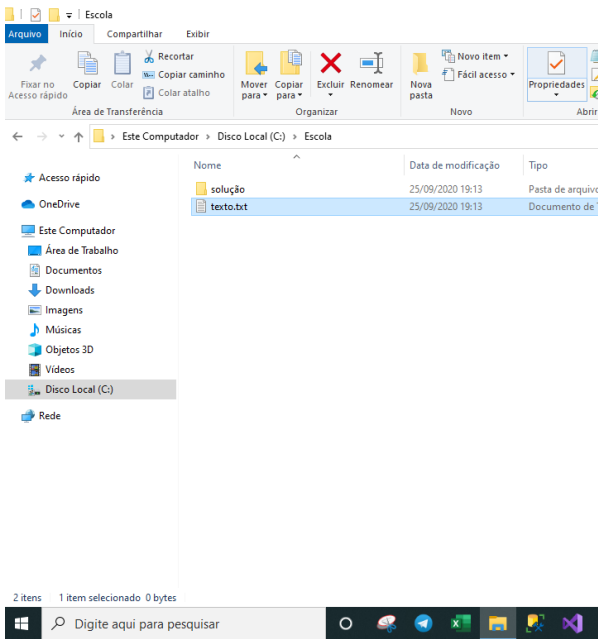 Escola
Arquivo Início Compartilhar Exibir
Fixar no Acesso rápido
Copiar
Colar
Recortar
Copiar caminho
Colar atalho
Mover para
Copiar para
Excluir
Renomear
Nova pasta
Novo item
Fácil acesso
Propriedades
Área de Transferência Organizar Novo Abrir
Este Computador Disco Local (C:) Escola
Nome Data de modificação Tipo
solução 25/09/2020 19:13 Pasta de arquivo
texto.txt 25/09/2020 19:13 Documento de
Acesso rápido
OneDrive
Este Computador
Área de Trabalho
Documentos
Downloads
Imagens
Músicas
Objetos 3D
Vídeos
Disco Local (C:)
Rede
2 itens 1 item selecionado 0 bytes
Digite aqui para pesquisar